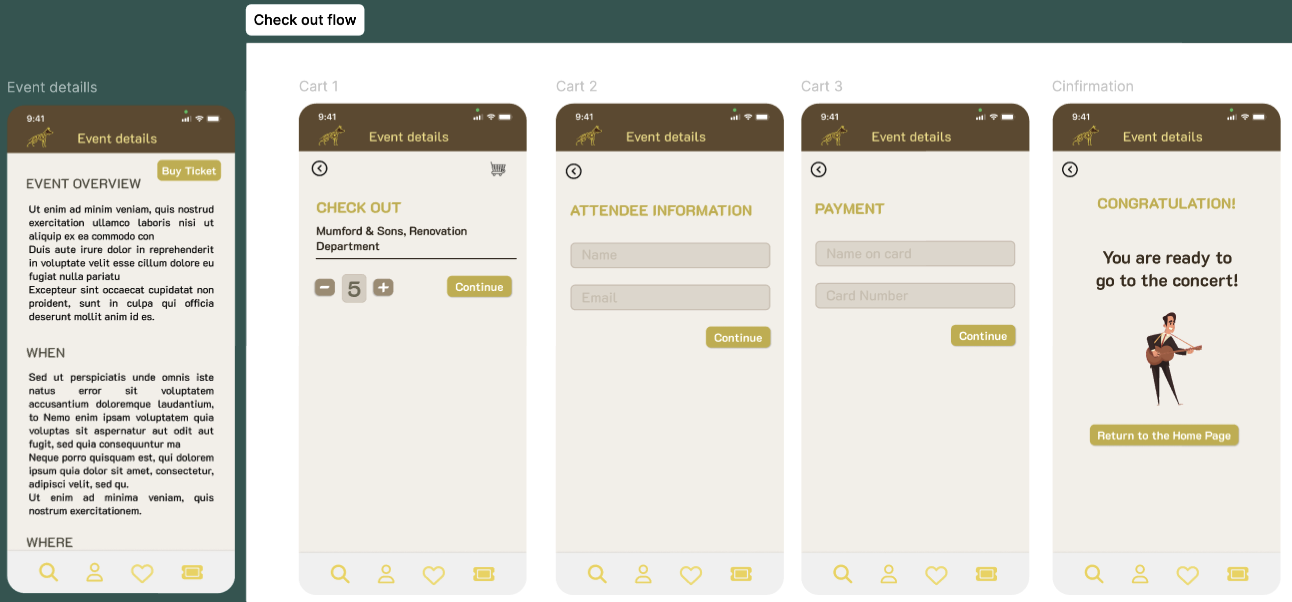 Check out flow
Event detaills
9:41
Event details
Buy Ticket
EVENT OVERVIEW
Ut enim ad minim veniam, quis nostrud
exercitation ullamco laboris nisi ut
aliquip ex ea commodo con
Duis aute irure dolor in reprehenderit
in voluptate velit esse cillum dolore eu
fugiat nulla pariatu
Excepteur sint occaecat cupidatat non
proident, sunt in culpa qui officia
deserunt mollit anim id es.
WHEN
Sed ut perspiciatis unde omnis iste
natus error sit voluptatem
accusantium doloremque laudantium,
to Nemo enim ipsam voluptatem quia
voluptas sit aspernatur aut odit aut
fugit, sed quia consequuntur ma
Neque porro quisquam est, qui dolorem
ipsum quia dolor sit amet, consectetur,
adipisci velit, sed qu.
Ut enim ad minima veniam, quis
nostrum exercitationem.
WHERE
Cart 1
9:41
Event details
CHECK OUT
Mumford & Sons, Renovation
Department
5
Continue
Cart 2
9:41
Event details
ATTENDEE INFORMATION
Name
Email
Continue
Cart 3
9:41
Event details
PAYMENT
Name on card
Card Number
Continue
Cinfirmation
9:41
Event details
CONGRATULATION!
You are ready to
go to the concert!
Return to the Home Page